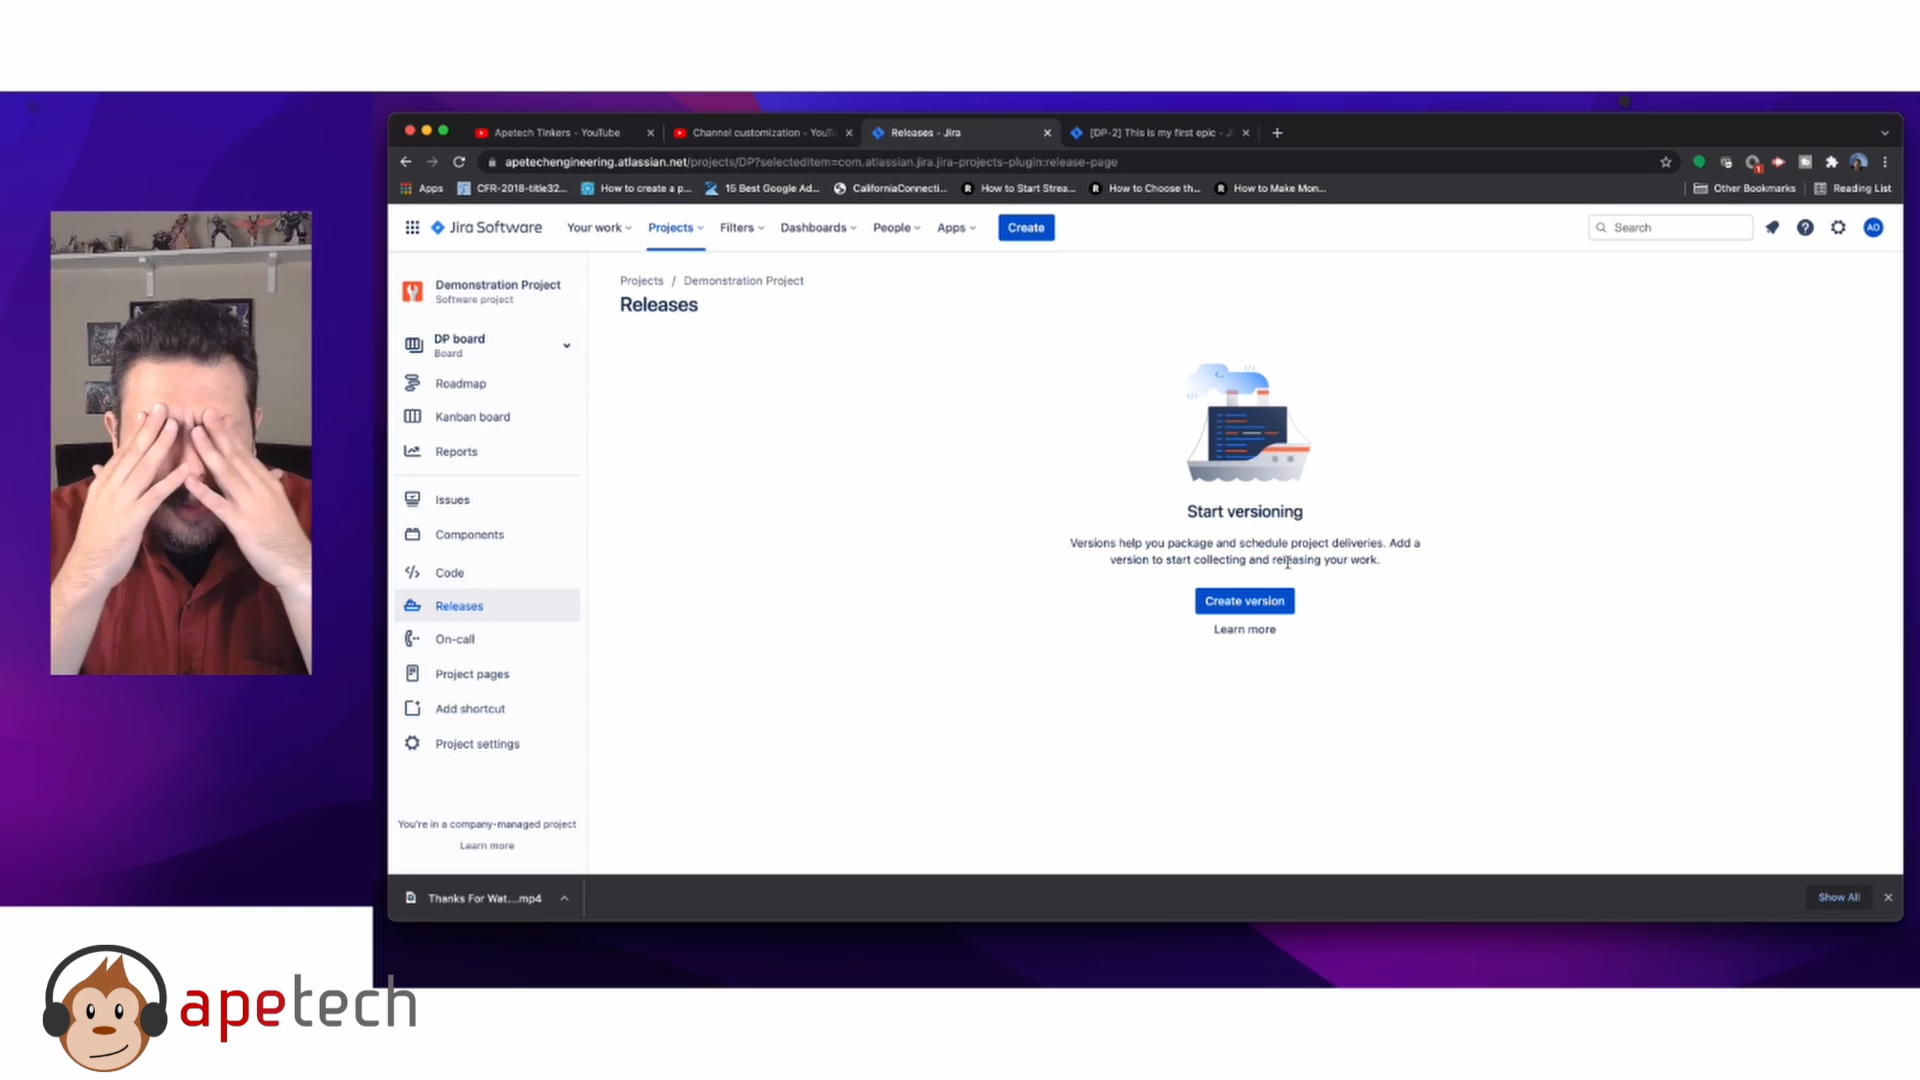 Apetech Tinkers - YouTube
Channel customization - YouTu
Releases - Jira
[DP-2] This is my first epic - J
apetechengineering.atlassian.net/projects/DP?selectedItem=com.atlassian.jira.jira-projects-plugin:release-page
Apps
CFR-2018-title32...
How to create a p...
15 Best Google Ad...
CaliforniaConnecti...
How to Start Strea...
How to Choose th...
How to Make Mon...
Other Bookmarks
Reading List
Jira Software
Your work
Projects
Filters
Dashboards
People
Apps
Create
Search
AO
Demonstration Project
Software project
DP board
Board
Roadmap
Kanban board
Reports
Issues
Components
Code
Releases
On-call
Project pages
Add shortcut
Project settings
You're in a company-managed project
Learn more
Projects / Demonstration Project
Releases
Start versioning
Versions help you package and schedule project deliveries. Add a
version to start collecting and releasing your work.
Create version
Learn more
Thanks For Wat....mp4
Show All
apetech